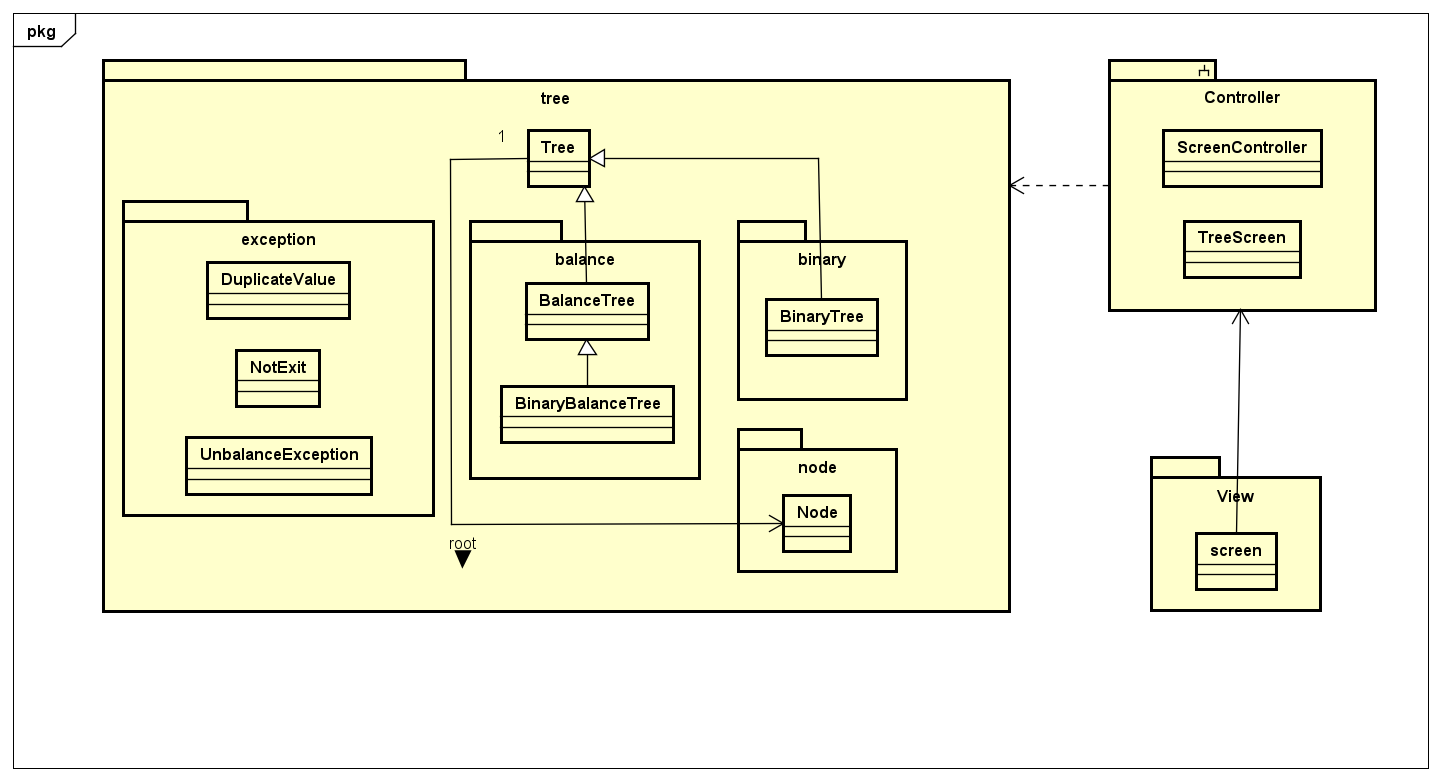 pkg
tree
1
Tree
exception
DuplicateValue
NotExit
UnbalanceException
balance
BalanceTree
BinaryBalanceTree
binary
BinaryTree
node
Node
root
Controller
ScreenController
TreeScreen
View
screen